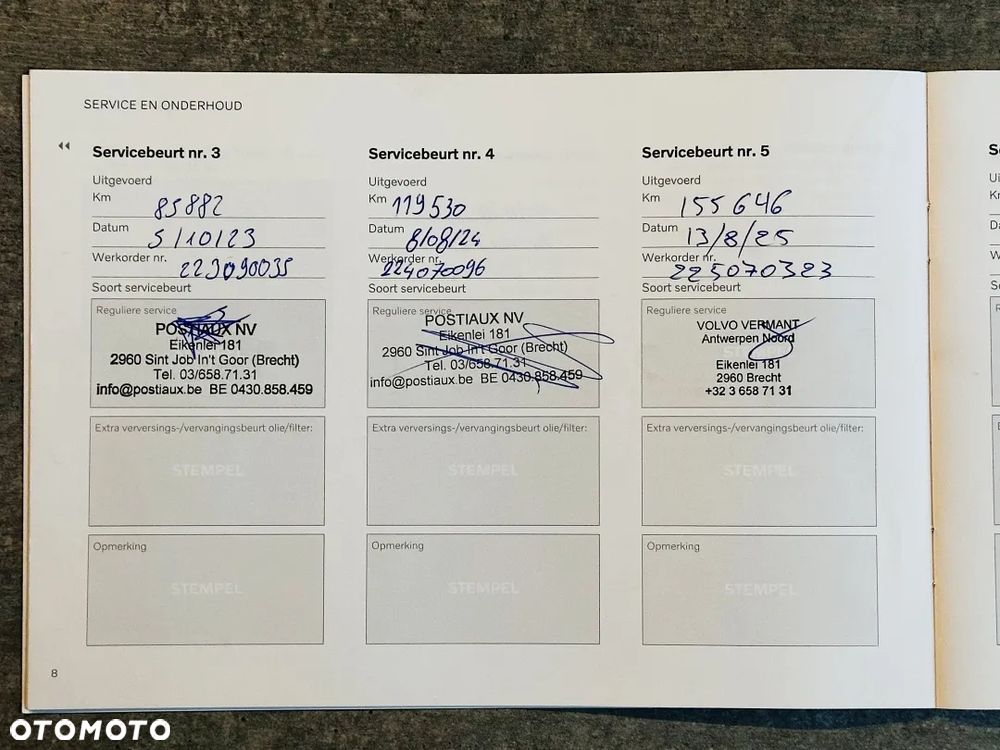 SERVICE EN ONDERHOUD
Servicebeurt nr. 3
Uitgevoerd
Km 85882
Datum 5/10/23
Werkorder nr. 223090035
Soort servicebeurt
Reguliere service
POSTIAUX NV
Eikenlei 181
2960 Sint Job In't Goor (Brecht)
Tel. 03/658.71.31
info@postiaux.be BE 0430.858.459
Extra verversings-/vervangingsbeurt olie/filter:
STEMPEL
Opmerking
STEMPEL
Servicebeurt nr. 4
Uitgevoerd
Km 119530
Datum 8/08/24
Werkorder nr. 224070096
Soort servicebeurt
Reguliere service
POSTIAUX NV
Eikenlei 181
2960 Sint Job In't Goor (Brecht)
Tel. 03/658.71.31
info@postiaux.be BE 0430.858.459
Extra verversings-/vervangingsbeurt olie/filter:
STEMPEL
Opmerking
STEMPEL
Servicebeurt nr. 5
Uitgevoerd
Km 155646
Datum 13/8/25
Werkorder nr. 225070323
Soort servicebeurt
Reguliere service
VOLVO VERMANT
Antwerpen Noord
Eikenlei 181
2960 Brecht
+32 3 658 71 31
Extra verversings-/vervangingsbeurt olie/filter:
STEMPEL
Opmerking
STEMPEL
8
OTOMOTO